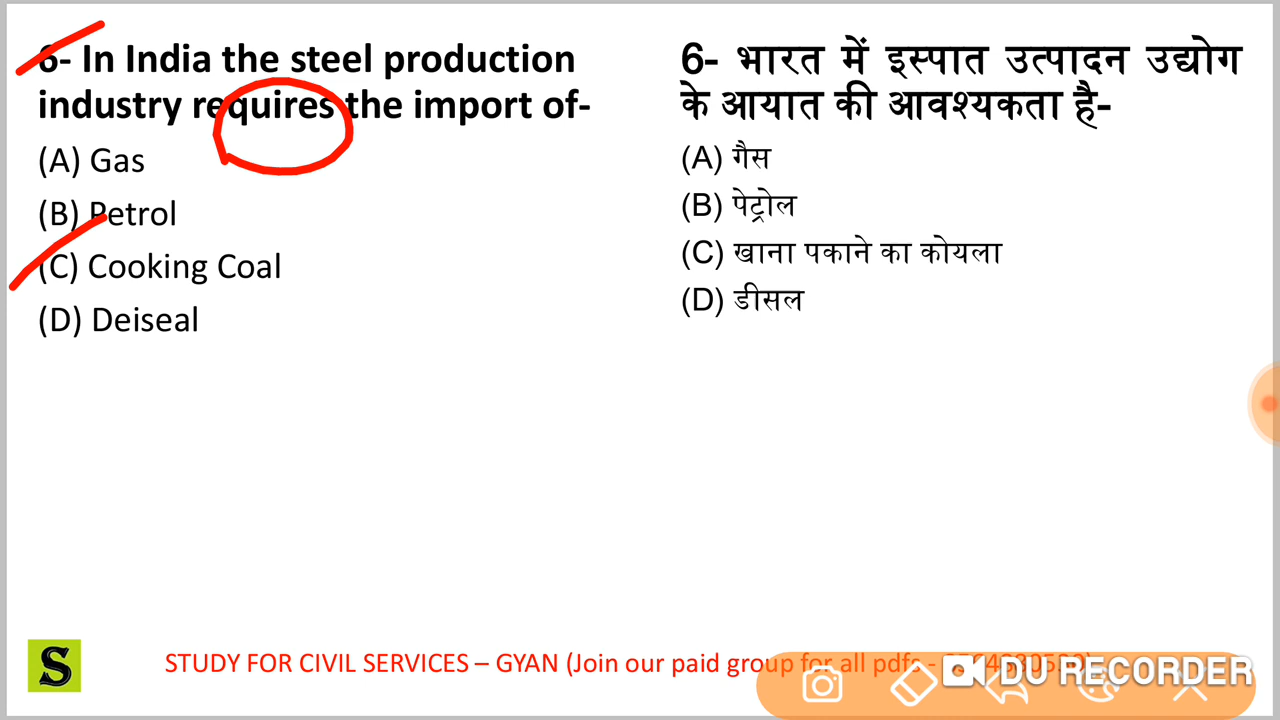 6- In India the steel production
industry requires the import of-
(A) Gas
(B) Petrol
(C) Cooking Coal
(D) Deiseal
6- भारत में इस्पात उत्पादन उद्योग
के आयात की आवश्यकता है-
(A) गैस
(B) पेट्रोल
(C) खाना पकाने का कोयला
(D) डीसल
S
STUDY FOR CIVIL SERVICES – GYAN (Join our paid group for all pdfs -
DU RECORDER